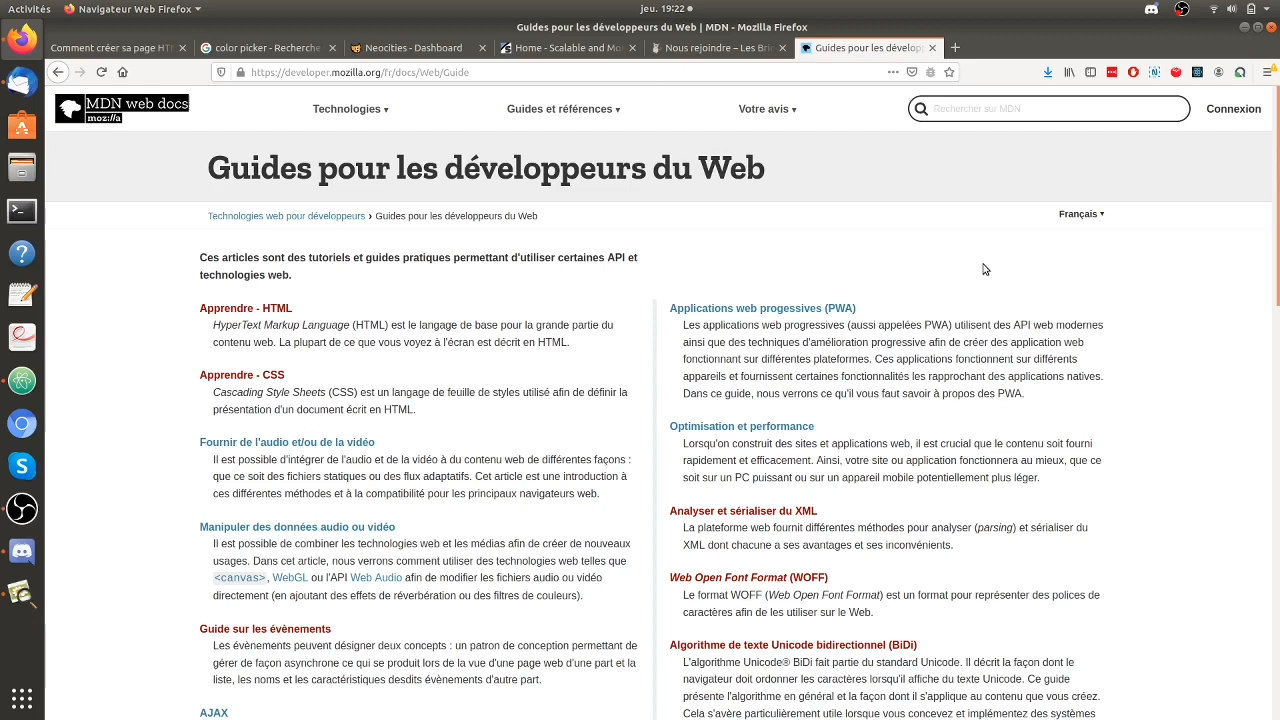 Activités
Navigateur Web Firefox
jeu. 19:22
Guides pour les développeurs du Web | MDN - Mozilla Firefox
Comment créer sa page HT
color picker - Recherche
Neocities - Dashboard
Home - Scalable and Mo
Nous rejoindre – Les Bri
Guides pour les dévelop
https://developer.mozilla.org/fr/docs/Web/Guide
MDN web docs
moz://a
Technologies ▾
Guides et références ▾
Votre avis ▾
Rechercher sur MDN
Connexion
Guides pour les développeurs du Web
Technologies web pour développeurs › Guides pour les développeurs du Web
Français ▾
Ces articles sont des tutoriels et guides pratiques permettant d'utiliser certaines API et
technologies web.
Apprendre - HTML
HyperText Markup Language (HTML) est le langage de base pour la grande partie du
contenu web. La plupart de ce que vous voyez à l'écran est décrit en HTML.
Apprendre - CSS
Cascading Style Sheets (CSS) est un langage de feuille de styles utilisé afin de définir la
présentation d'un document écrit en HTML.
Fournir de l'audio et/ou de la vidéo
Il est possible d'intégrer de l'audio et de la vidéo à du contenu web de différentes façons :
que ce soit des fichiers statiques ou des flux adaptatifs. Cet article est une introduction à
ces différentes méthodes et à la compatibilité pour les principaux navigateurs web.
Manipuler des données audio ou vidéo
Il est possible de combiner les technologies web et les médias afin de créer de nouveaux
usages. Dans cet article, nous verrons comment utiliser des technologies web telles que
<canvas>, WebGL ou l'API Web Audio afin de modifier les fichiers audio ou vidéo
directement (en ajoutant des effets de réverbération ou des filtres de couleurs).
Guide sur les évènements
Les évènements peuvent désigner deux concepts : un patron de conception permettant de
gérer de façon asynchrone ce qui se produit lors de la vue d'une page web d'une part et la
liste, les noms et les caractéristiques desdits évènements d'autre part.
AJAX
Applications web progessives (PWA)
Les applications web progressives (aussi appelées PWA) utilisent des API web modernes
ainsi que des techniques d'amélioration progressive afin de créer des application web
fonctionnant sur différentes plateformes. Ces applications fonctionnent sur différents
appareils et fournissent certaines fonctionnalités les rapprochant des applications natives.
Dans ce guide, nous verrons ce qu'il vous faut savoir à propos des PWA.
Optimisation et performance
Lorsqu'on construit des sites et applications web, il est crucial que le contenu soit fourni
rapidement et efficacement. Ainsi, votre site ou application fonctionnera au mieux, que ce
soit sur un PC puissant ou sur un appareil mobile potentiellement plus léger.
Analyser et sérialiser du XML
La plateforme web fournit différentes méthodes pour analyser (parsing) et sérialiser du
XML dont chacune a ses avantages et ses inconvénients.
Web Open Font Format (WOFF)
Le format WOFF (Web Open Font Format) est un format pour représenter des polices de
caractères afin de les utiliser sur le Web.
Algorithme de texte Unicode bidirectionnel (BiDi)
L'algorithme Unicode® BiDi fait partie du standard Unicode. Il décrit la façon dont le
navigateur doit ordonner les caractères lorsqu'il affiche du texte Unicode. Ce guide
présente l'algorithme en général et la façon dont il s'applique au contenu que vous créez.
Cela s'avère particulièrement utile lorsque vous concevez et implémentez des systèmes